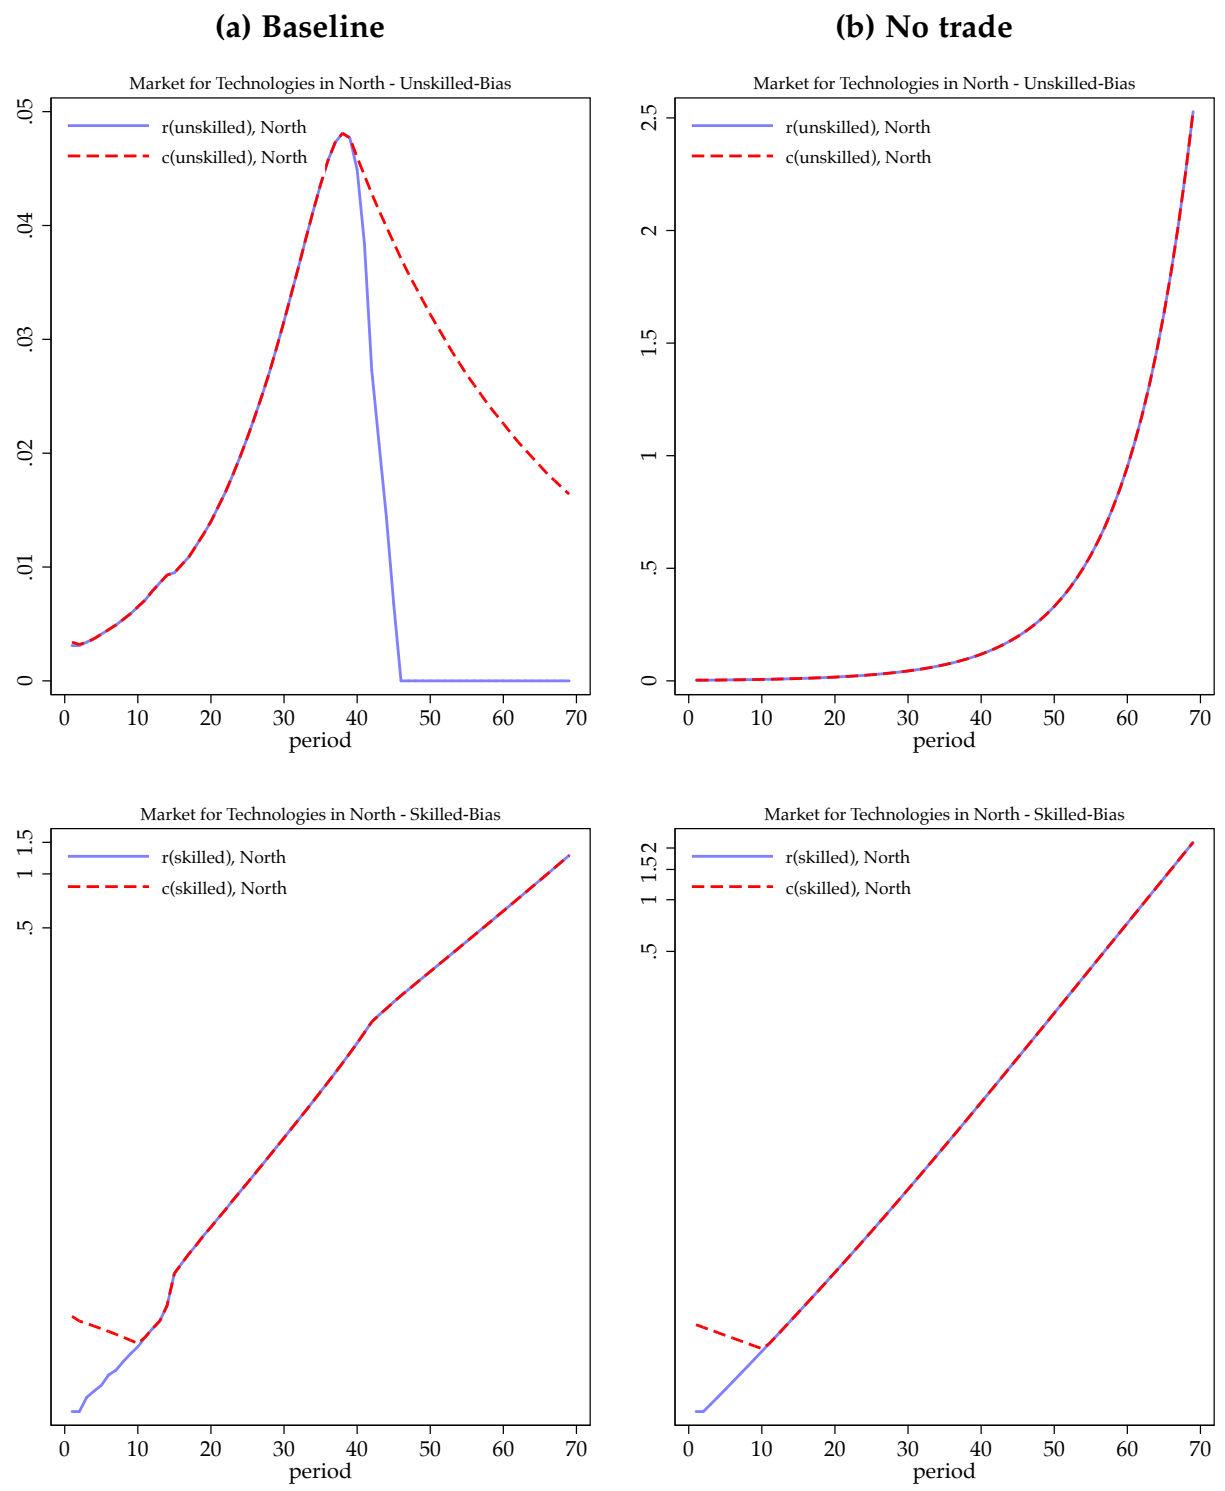 (a) Baseline
(b) No trade
Market for Technologies in North - Unskilled-Bias
r(unskilled), North
c(unskilled), North
.05
.04
.03
.02
.01
0
0 10 20 30 40 50 60 70
period
Market for Technologies in North - Unskilled-Bias
r(unskilled), North
c(unskilled), North
2.5
2
1.5
1
.5
0
0 10 20 30 40 50 60 70
period
Market for Technologies in North - Skilled-Bias
r(skilled), North
c(skilled), North
1.5
1
.5
0 10 20 30 40 50 60 70
period
Market for Technologies in North - Skilled-Bias
r(skilled), North
c(skilled), North
2
1.5
1
.5
0 10 20 30 40 50 60 70
period